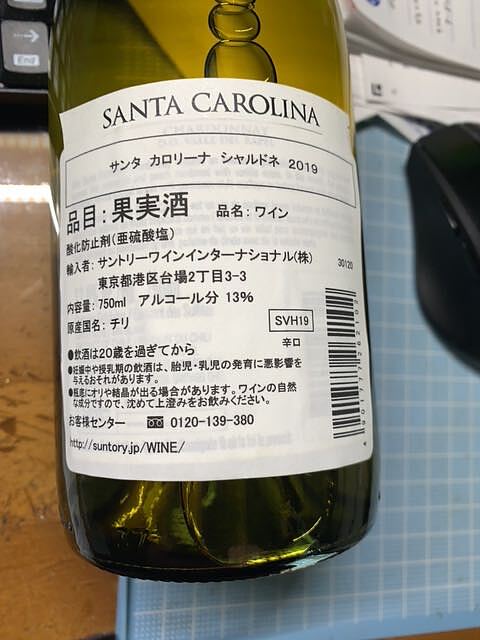 End
SANTA CAROLINA
サンタ カロリーナ シャルドネ 2019
品目:果実酒 品名:ワイン
酸化防止剤(亜硫酸塩)
輸入者:サントリーワインインターナショナル(株)
東京都港区台場2丁目3-3
30120
内容量:750ml アルコール分 13%
原産国名:チリ
SVH19
辛口
●飲酒は20歳を過ぎてから
●妊娠中や授乳期の飲酒は、胎児・乳児の発育に悪影響を
与えるおそれがあります。
●瓶底にオリや結晶が出る場合があります。ワインの自然
な成分ですので、沈めて上澄みをお飲みください。
お客様センター 0120-139-380
http://suntory.jp/WINE/